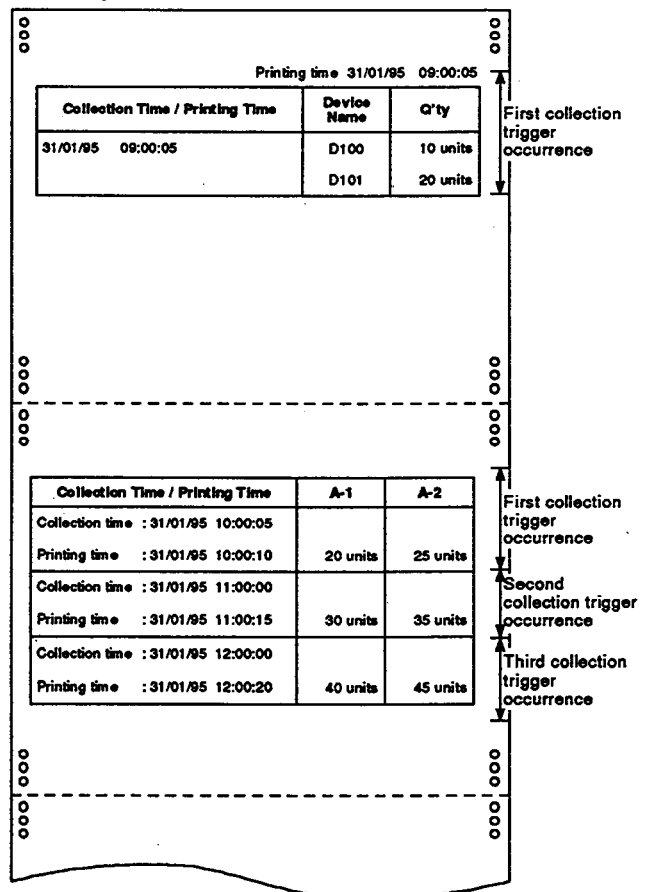 Printing time 31/01/95 09:00:05
Collection Time / Printing Time Device Name Q'ty
31/01/95 09:00:05 D100 10 units
D101 20 units
First collection
trigger
occurrence
Collection Time / Printing Time A-1 A-2
Collection time : 31/01/95 10:00:05
Printing time : 31/01/95 10:00:10 20 units 25 units
Collection time : 31/01/95 11:00:00
Printing time : 31/01/95 11:00:15 30 units 35 units
Collection time : 31/01/95 12:00:00
Printing time : 31/01/95 12:00:20 40 units 45 units
First collection
trigger
occurrence
Second
collection trigger
occurrence
Third collection
trigger
occurrence